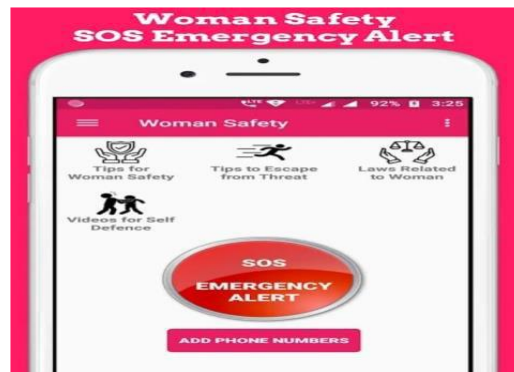 Woman Safety
SOS Emergency Alert
LTE 92% 3:25
Woman Safety
Tips for
Woman Safety
Tips to Escape
from Threat
Laws Related
to Woman
Videos for Self
Defence
SOS
EMERGENCY
ALERT
ADD PHONE NUMBERS